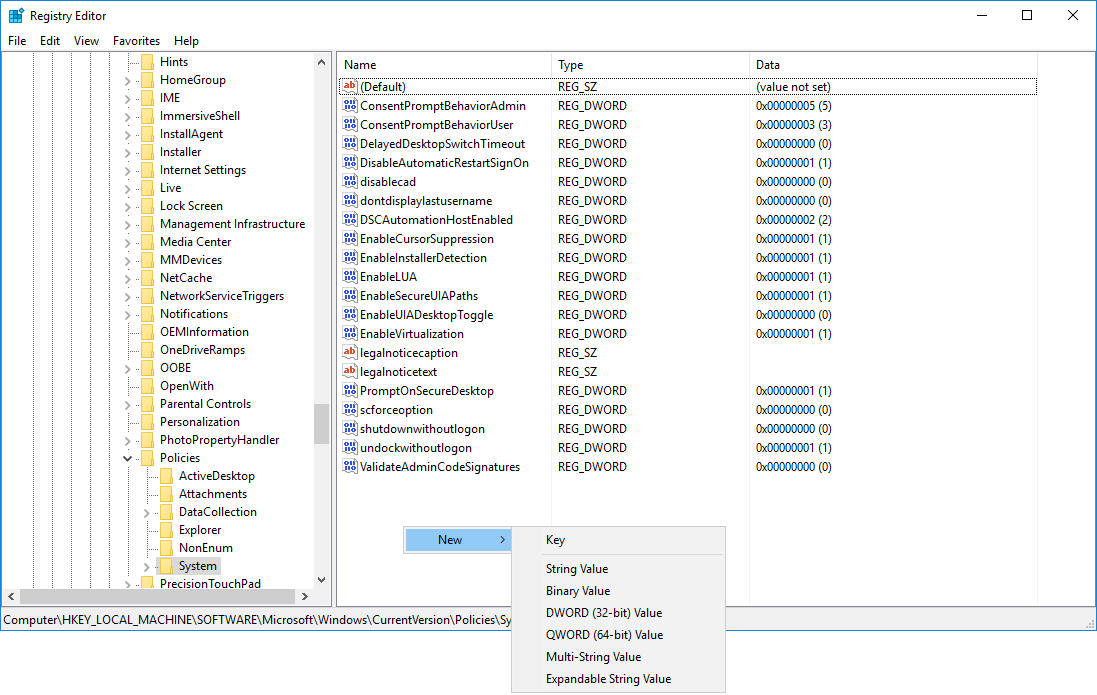 Registry Editor
File Edit View Favorites Help
Hints
HomeGroup
IME
ImmersiveShell
InstallAgent
Installer
Internet Settings
Live
Lock Screen
Management Infrastructure
Media Center
MMDevices
NetCache
NetworkServiceTriggers
Notifications
OEMInformation
OneDriveRamps
OOBE
OpenWith
Parental Controls
Personalization
PhotoPropertyHandler
Policies
ActiveDesktop
Attachments
DataCollection
Explorer
NonEnum
System
PrecisionTouchPad
Name Type Data
ab (Default) REG_SZ (value not set)
ConsentPromptBehaviorAdmin REG_DWORD 0x00000005 (5)
ConsentPromptBehaviorUser REG_DWORD 0x00000003 (3)
DelayedDesktopSwitchTimeout REG_DWORD 0x00000000 (0)
DisableAutomaticRestartSignOn REG_DWORD 0x00000001 (1)
disablecad REG_DWORD 0x00000000 (0)
dontdisplaylastusername REG_DWORD 0x00000000 (0)
DSCAutomationHostEnabled REG_DWORD 0x00000002 (2)
EnableCursorSuppression REG_DWORD 0x00000001 (1)
EnableInstallerDetection REG_DWORD 0x00000001 (1)
EnableLUA REG_DWORD 0x00000001 (1)
EnableSecureUIAPaths REG_DWORD 0x00000001 (1)
EnableUIADesktopToggle REG_DWORD 0x00000000 (0)
EnableVirtualization REG_DWORD 0x00000001 (1)
ab legalnoticecaption REG_SZ
ab legalnoticetext REG_SZ
PromptOnSecureDesktop REG_DWORD 0x00000001 (1)
scforceoption REG_DWORD 0x00000000 (0)
shutdownwithoutlogon REG_DWORD 0x00000000 (0)
undockwithoutlogon REG_DWORD 0x00000001 (1)
ValidateAdminCodeSignatures REG_DWORD 0x00000000 (0)
New
Key
String Value
Binary Value
DWORD (32-bit) Value
QWORD (64-bit) Value
Multi-String Value
Expandable String Value
Computer\HKEY_LOCAL_MACHINE\SOFTWARE\Microsoft\Windows\CurrentVersion\Policies\Sy